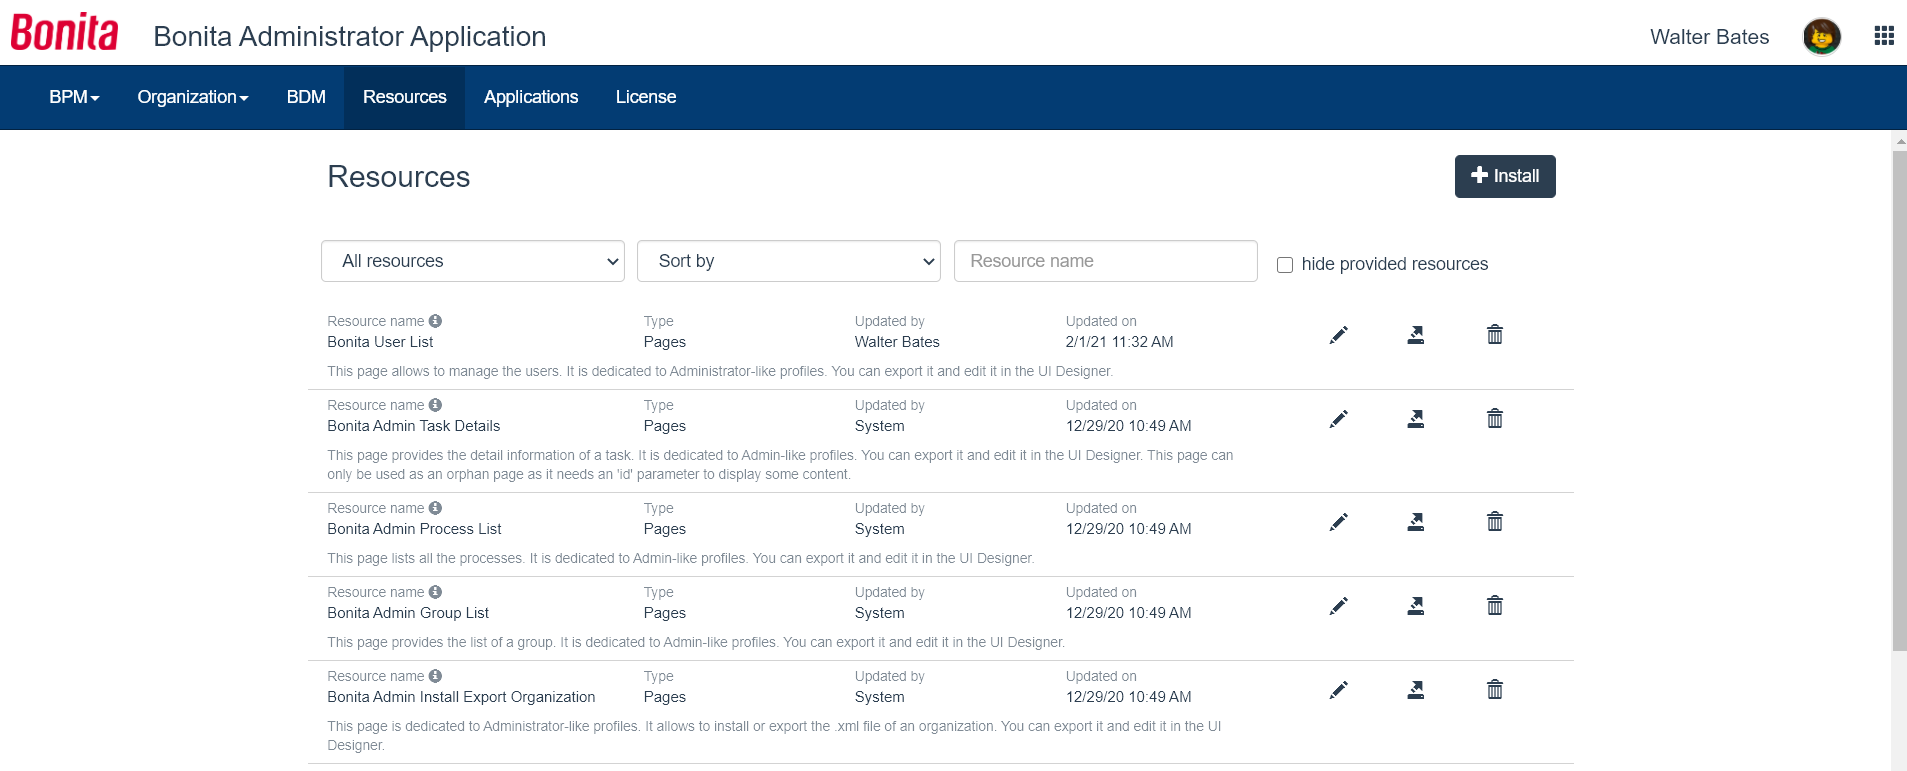 Bonita Bonita Administrator Application Walter Bates
BPM Organization BDM Resources Applications License
Resources Install
All resources Sort by Resource name hide provided resources
Resource name Type Updated by Updated on
Bonita User List Pages Walter Bates 2/1/21 11:32 AM
This page allows to manage the users. It is dedicated to Administrator-like profiles. You can export it and edit it in the UI Designer.
Resource name Type Updated by Updated on
Bonita Admin Task Details Pages System 12/29/20 10:49 AM
This page provides the detail information of a task. It is dedicated to Admin-like profiles. You can export it and edit it in the UI Designer. This page can
only be used as an orphan page as it needs an 'id' parameter to display some content.
Resource name Type Updated by Updated on
Bonita Admin Process List Pages System 12/29/20 10:49 AM
This page lists all the processes. It is dedicated to Admin-like profiles. You can export it and edit it in the UI Designer.
Resource name Type Updated by Updated on
Bonita Admin Group List Pages System 12/29/20 10:49 AM
This page provides the list of a group. It is dedicated to Admin-like profiles. You can export it and edit it in the UI Designer.
Resource name Type Updated by Updated on
Bonita Admin Install Export Organization Pages System 12/29/20 10:49 AM
This page is dedicated to Administrator-like profiles. It allows to install or export the .xml file of an organization. You can export it and edit it in the UI
Designer.